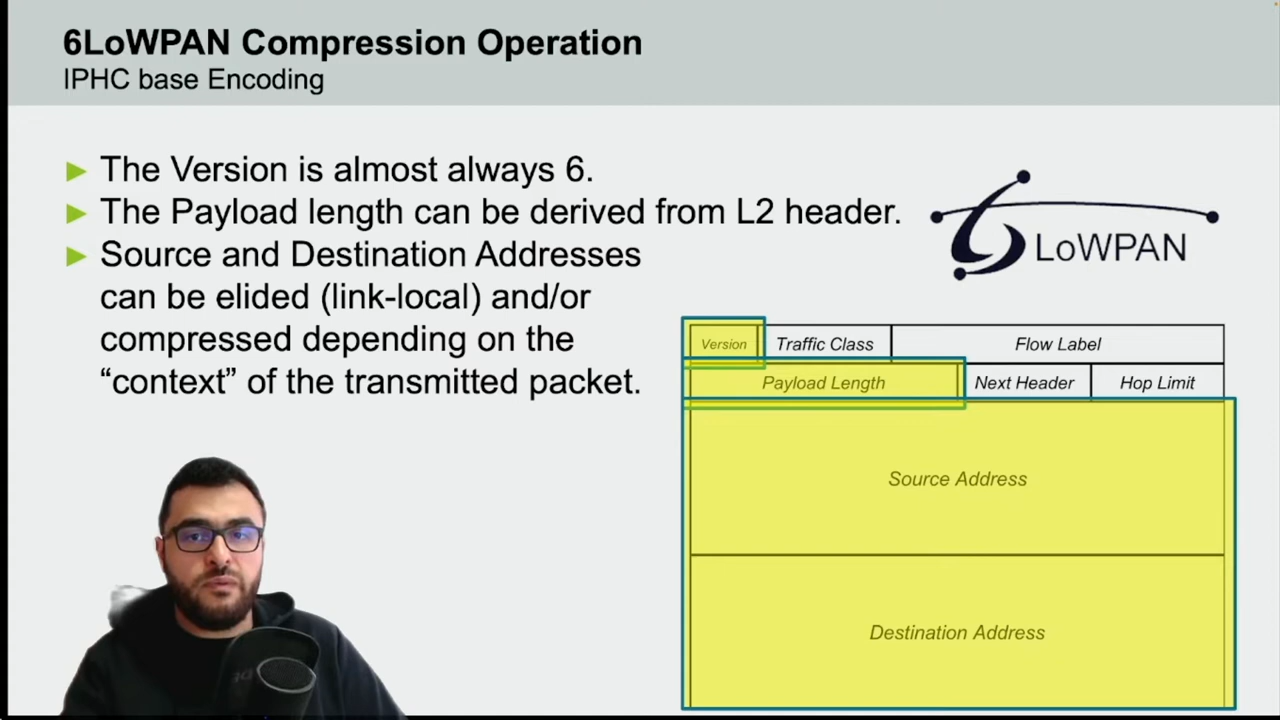 6LoWPAN Compression Operation
IPHC base Encoding
► The Version is almost always 6.
► The Payload length can be derived from L2 header.
► Source and Destination Addresses
can be elided (link-local) and/or
compressed depending on the
“context” of the transmitted packet.
6LoWPAN
Version Traffic Class Flow Label
Payload Length Next Header Hop Limit
Source Address
Destination Address